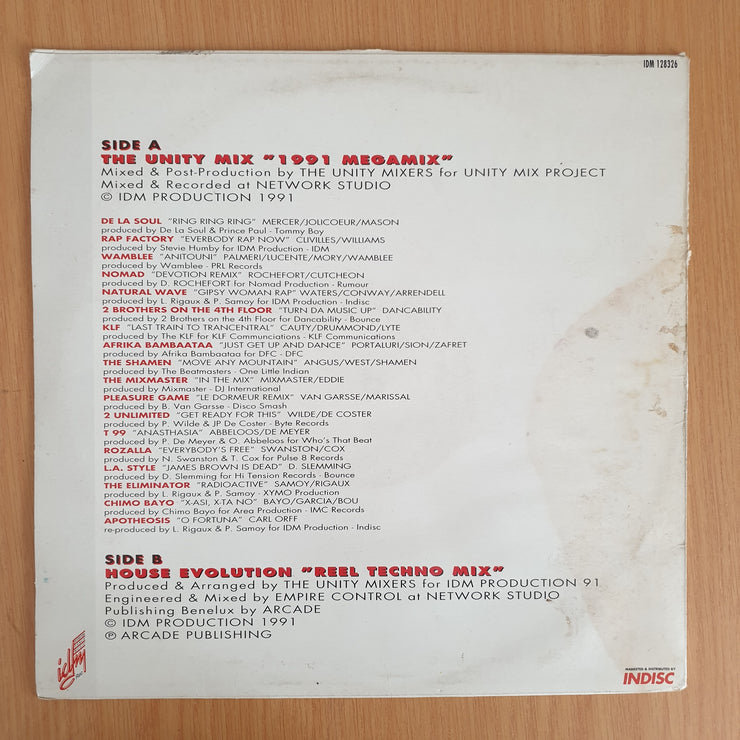 IDM 128326
SIDE A
THE UNITY MIX "1991 MEGAMIX"
Mixed & Post-Production by THE UNITY MIXERS for UNITY MIX PROJECT
Mixed & Recorded at NETWORK STUDIO
© IDM PRODUCTION 1991
DE LA SOUL "RING RING RING" MERCER/JOLICOEUR/MASON
produced by De La Soul & Prince Paul - Tommy Boy
RAP FACTORY "EVERBODY RAP NOW" CLIVILLES/WILLIAMS
produced by Stevie Humby for IDM Production - IDM
WAMBLEE "ANITOUNI" PALMERI/LUCENTE/MORY/WAMBLEE
produced by Wamblee - PRL Records
NOMAD "DEVOTION REMIX" ROCHEFORT/CUTCHEON
produced by D. ROCHEFORT for Nomad Production - Rumour
NATURAL WAVE "GIPSY WOMAN RAP" WATERS/CONWAY/ARRENDELL
produced by L. Rigaux & P. Samoy for IDM Production - Indisc
2 BROTHERS ON THE 4TH FLOOR "TURN DA MUSIC UP" DANCABILITY
produced by 2 Brothers on the 4th Floor for Dancability - Bounce
KLF "LAST TRAIN TO TRANCENTRAL" CAUTY/DRUMMOND/LYTE
produced by The KLF for KLF Communciations - KLF Communications
AFRIKA BAMBAATAA "JUST GET UP AND DANCE" PORTALURI/SION/ZAFRET
produced by Afrika Bambaataa for DFC - DFC
THE SHAMEN "MOVE ANY MOUNTAIN" ANGUS/WEST/SHAMEN
produced by The Beatmasters - One Little Indian
THE MIXMASTER "IN THE MIX" MIXMASTER/EDDIE
produced by Mixmaster - DJ International
PLEASURE GAME "LE DORMEUR REMIX" VAN GARSSE/MARISSAL
produced by B. Van Garsse - Disco Smash
2 UNLIMITED "GET READY FOR THIS" WILDE/DE COSTER
produced by P. Wilde & JP De Coster - Byte Records
T 99 "ANASTHASIA" ABBELOOS/DE MEYER
produced by P. De Meyer & O. Abbeloos for Who's That Beat
ROZALLA "EVERYBODY'S FREE" SWANSTON/COX
produced by N. Swanston & T. Cox for Pulse 8 Records
L.A. STYLE "JAMES BROWN IS DEAD" D. SLEMMING
produced by D. Slemming for Hi Tension Records - Bounce
THE ELIMINATOR "RADIOACTIVE" SAMOY/RIGAUX
produced by L. Rigaux & P. Samoy - XYMO Production
CHIMO BAYO "X-ASI, X-TA NO" BAYO/GARCIA/BOU
produced by Chimo Bayo for Area Production - IMC Records
APOTHEOSIS "O FORTUNA" CARL ORFF
re-produced by L. Rigaux & P. Samoy for IDM Production - Indisc
SIDE B
HOUSE EVOLUTION "REEL TECHNO MIX"
Produced & Arranged by THE UNITY MIXERS for IDM PRODUCTION 91
Engineered & Mixed by EMPIRE CONTROL at NETWORK STUDIO
Publishing Benelux by ARCADE
© IDM PRODUCTION 1991
℗ ARCADE PUBLISHING
idm
MARKETED & DISTRIBUTED BY
INDISC